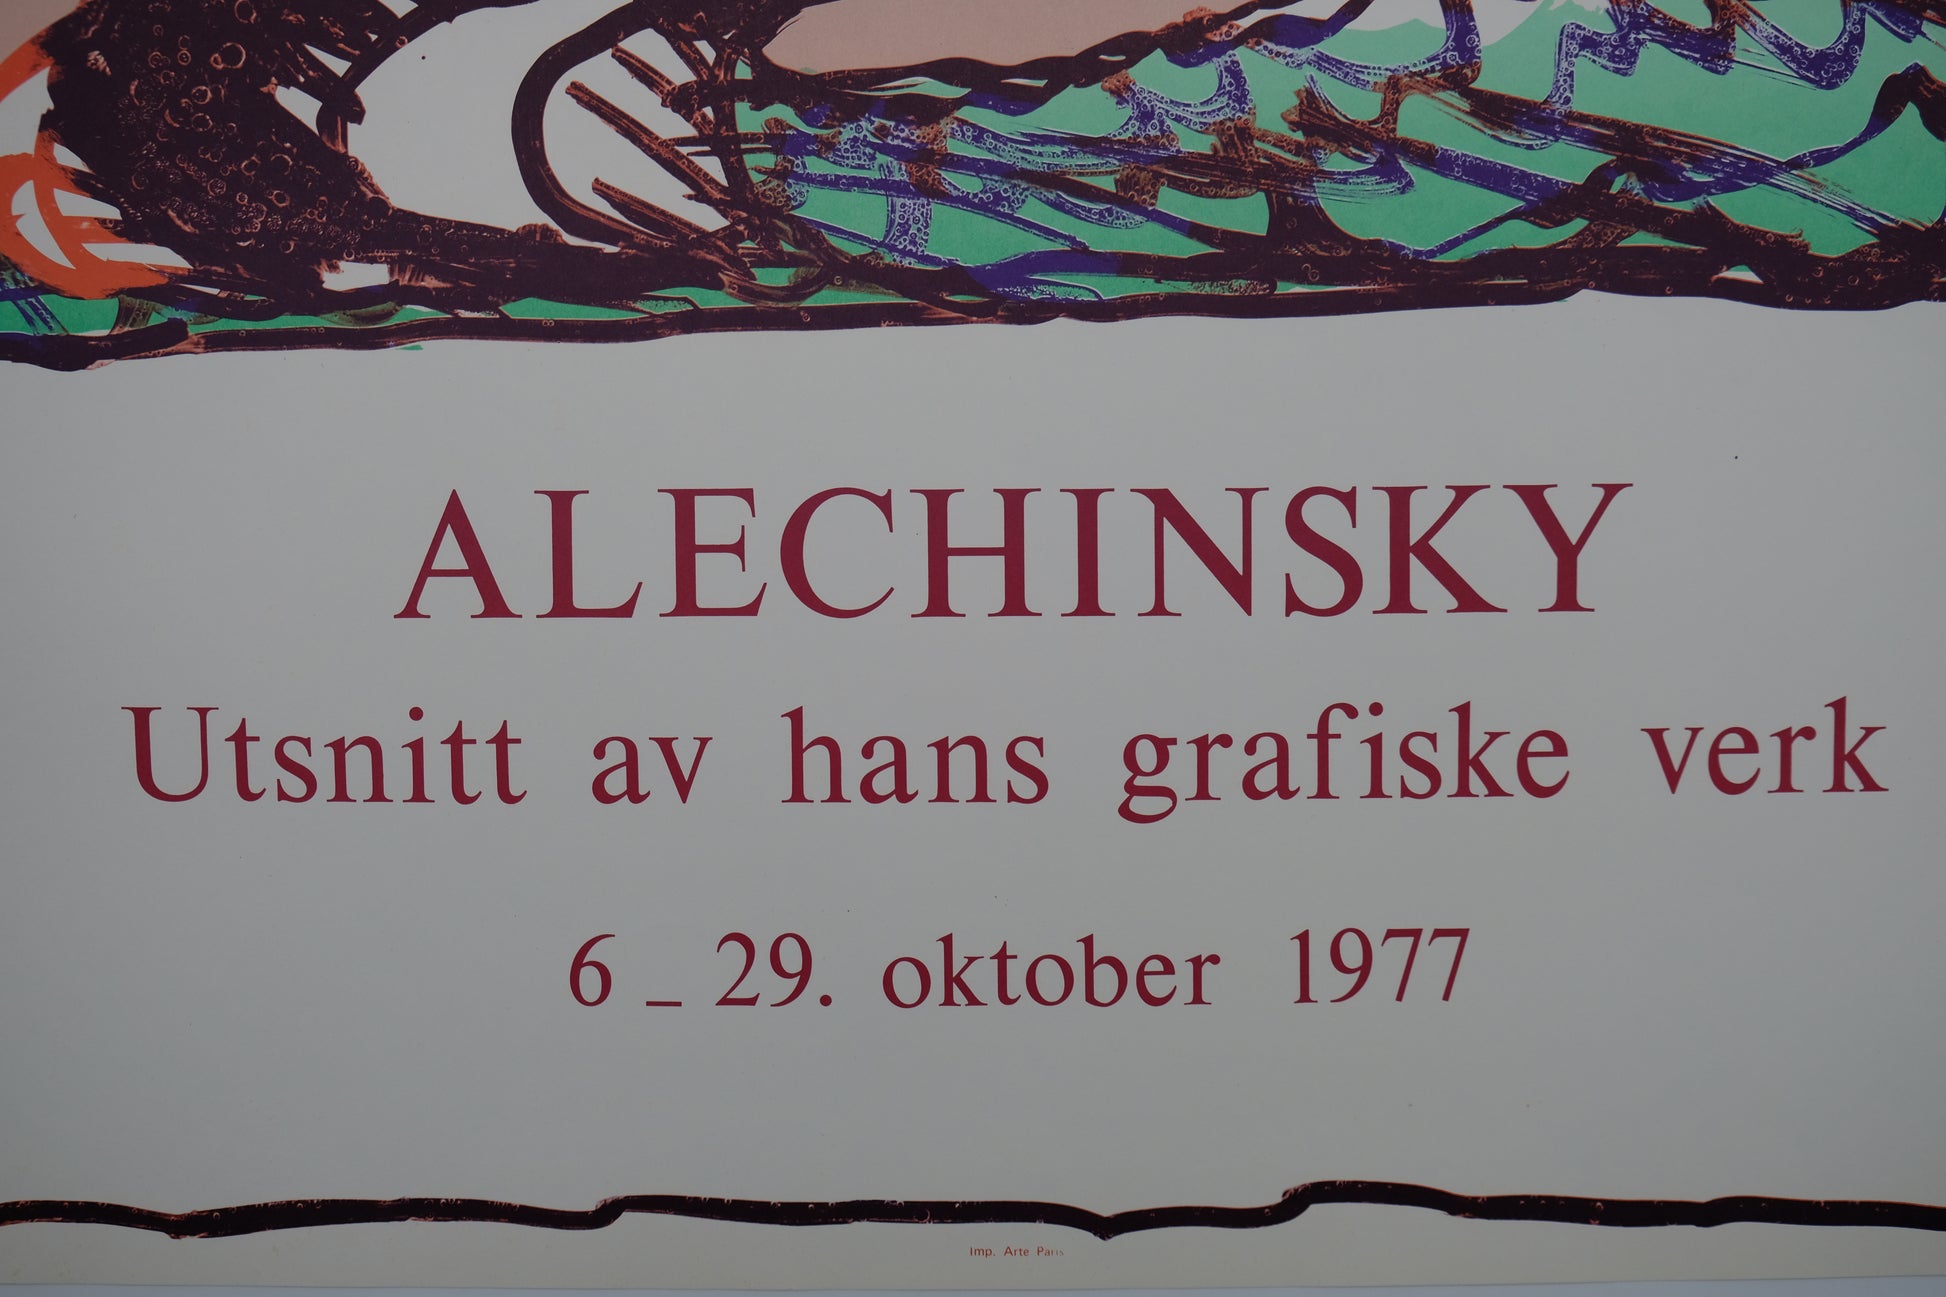 ALECHINSKY
Utsnitt av hans grafiske verk
6 _ 29. oktober 1977
Imp. Arte Paris